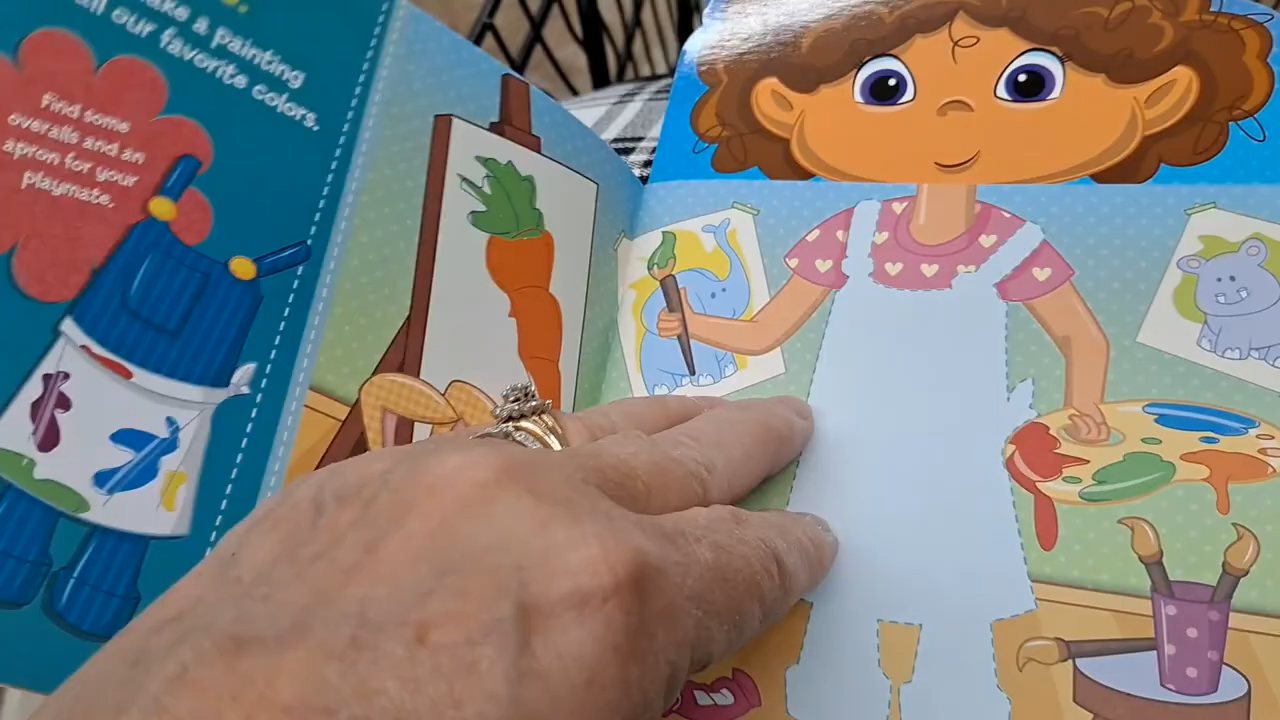 ake a painting
all our favorite colors.
Find some
overalls and an
apron for your
playmate.